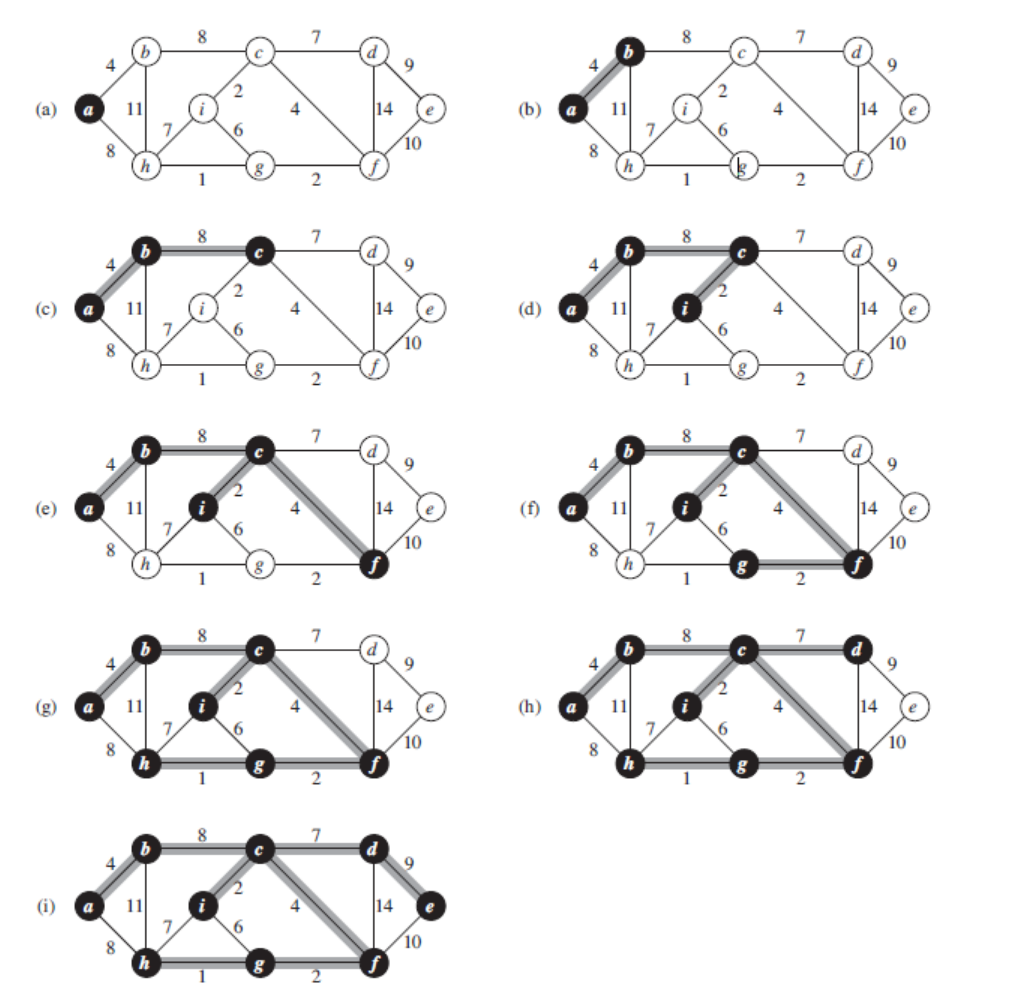 8 7
b c d
4 9
2
(a) a 11 i 4 14 e
7 6
10
8
h g f
1 2
8 7
b c d
4 9
2
(b) a 11 i 4 14 e
7 6
10
8
h g f
1 2
8 7
b c d
4 9
2
(c) a 11 i 4 14 e
7 6
10
8
h g f
1 2
8 7
b c d
4 9
2
(d) a 11 i 4 14 e
7 6
10
8
h g f
1 2
8 7
b c d
4 9
2
(e) a 11 i 4 14 e
7 6
10
8
h g f
1 2
8 7
b c d
4 9
2
(f) a 11 i 4 14 e
7 6
10
8
h g f
1 2
8 7
b c d
4 9
2
(g) a 11 i 4 14 e
7 6
10
8
h g f
1 2
8 7
b c d
4 9
2
(h) a 11 i 4 14 e
7 6
10
8
h g f
1 2
8 7
b c d
4 9
2
(i) a 11 i 4 14 e
7 6
10
8
h g f
1 2